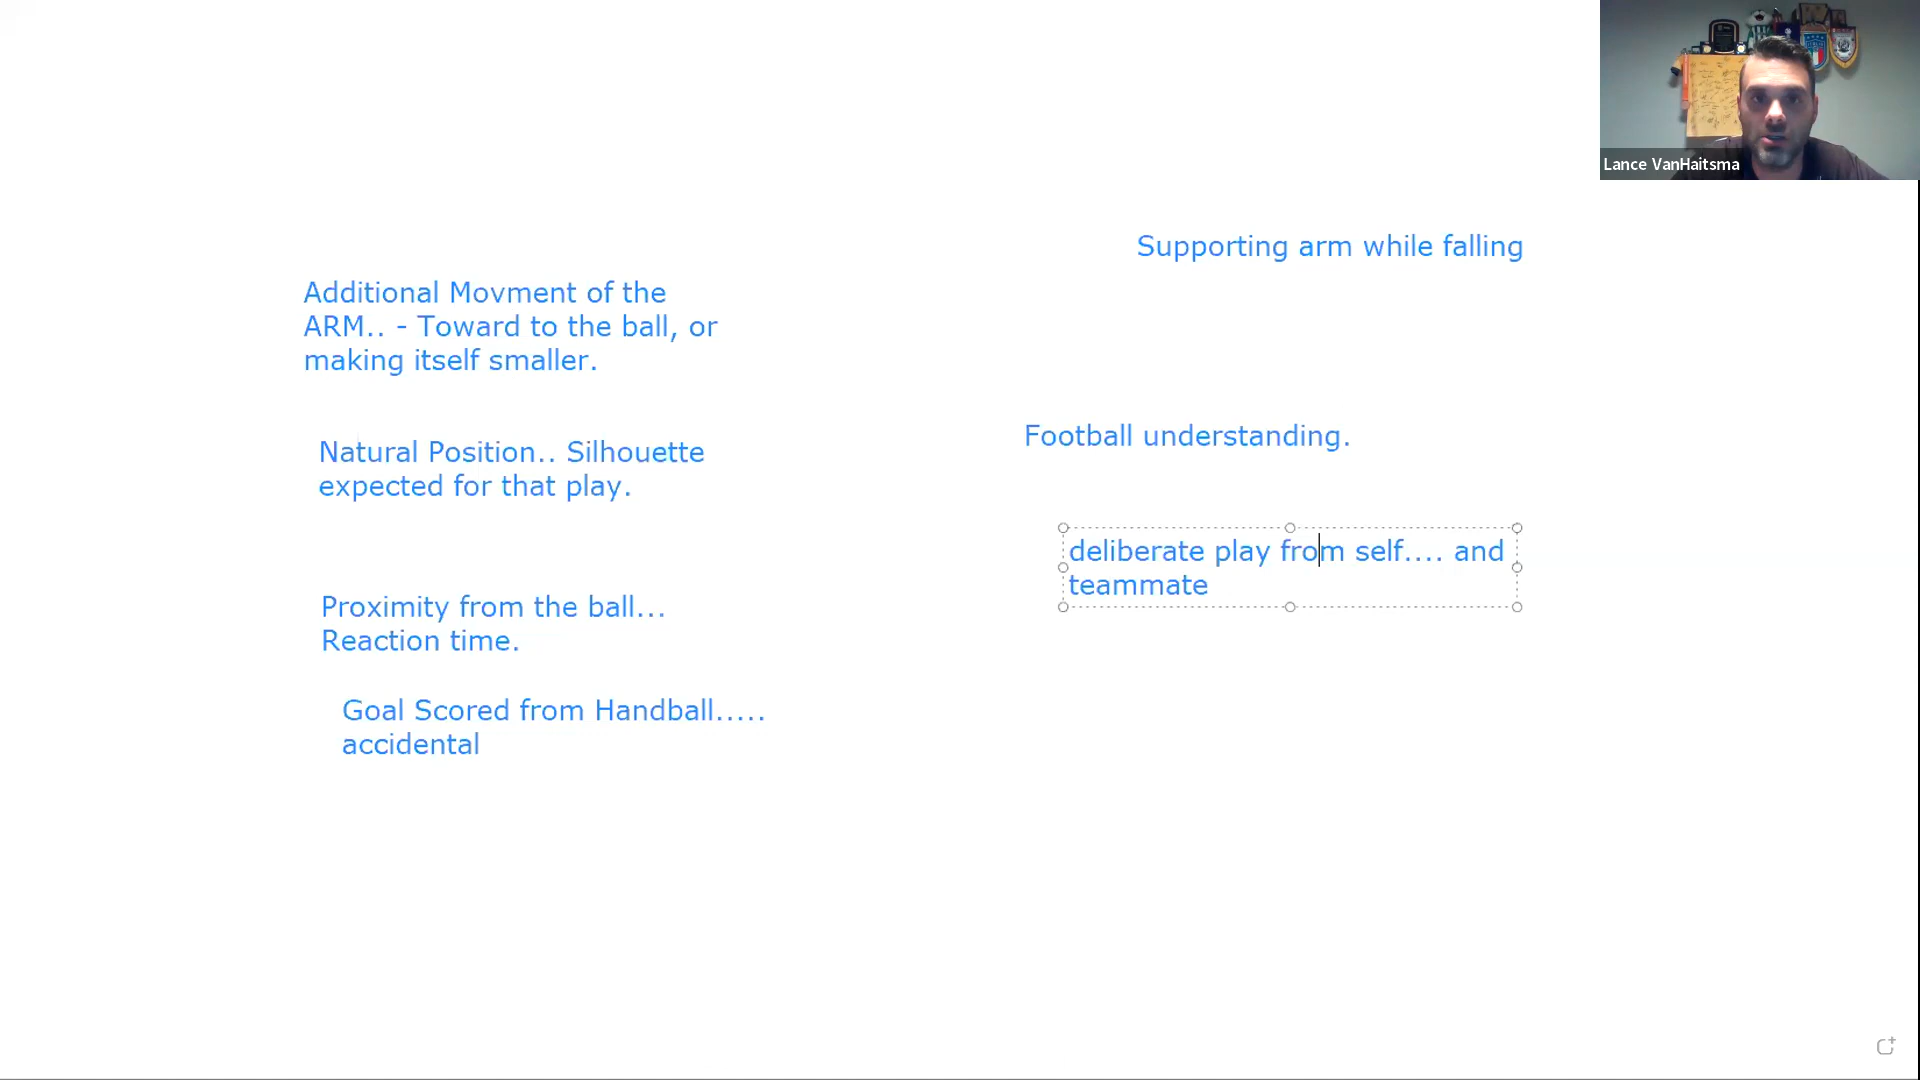 Lance VanHaitsma
Supporting arm while falling
Additional Movment of the
ARM.. - Toward to the ball, or
making itself smaller.
Natural Position.. Silhouette
expected for that play.
Football understanding.
deliberate play from self.... and
teammate
Proximity from the ball...
Reaction time.
Goal Scored from Handball.....
accidental